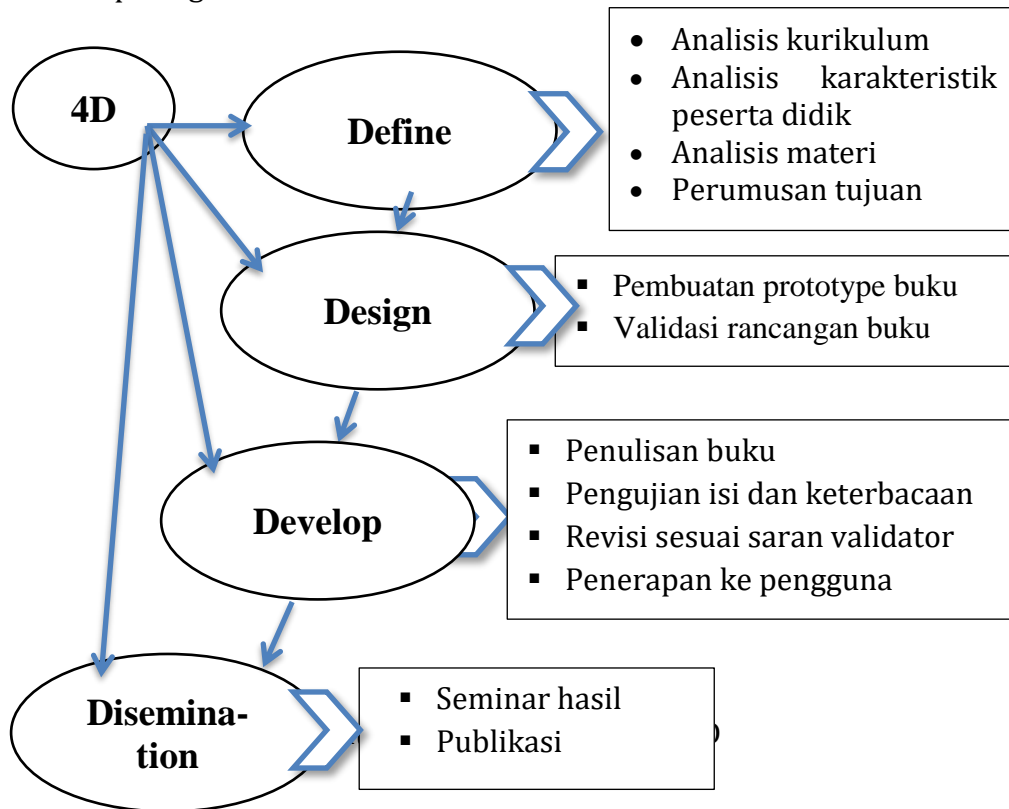 4D
Define
• Analisis kurikulum
• Analisis karakteristik
peserta didik
• Analisis materi
• Perumusan tujuan
Design
▪ Pembuatan prototype buku
▪ Validasi rancangan buku
Develop
▪ Penulisan buku
▪ Pengujian isi dan keterbacaan
▪ Revisi sesuai saran validator
▪ Penerapan ke pengguna
Disemina-
tion
▪ Seminar hasil
▪ Publikasi